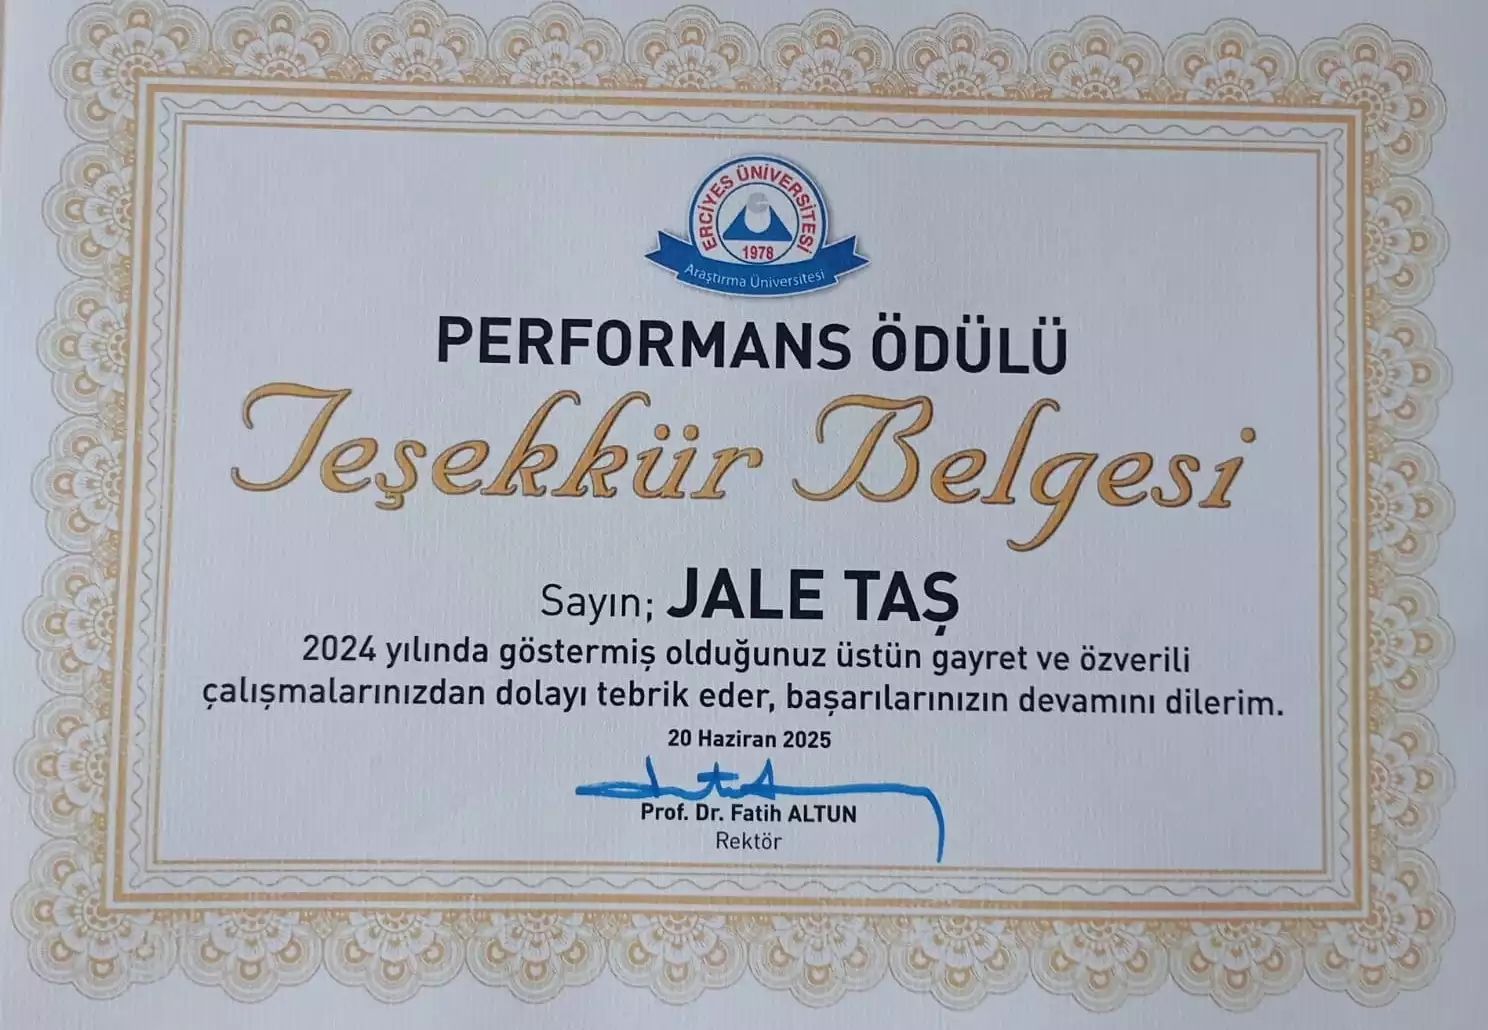 ERCİYES ÜNİVERSİTESİ
1978
Araştırma Üniversitesi
PERFORMANS ÖDÜLÜ
Teşekkür Belgesi
Sayın; JALE TAŞ
2024 yılında göstermiş olduğunuz üstün gayret ve özverili
çalışmalarınızdan dolayı tebrik eder, başarılarınızın devamını dilerim.
20 Haziran 2025
Prof. Dr. Fatih ALTUN
Rektör